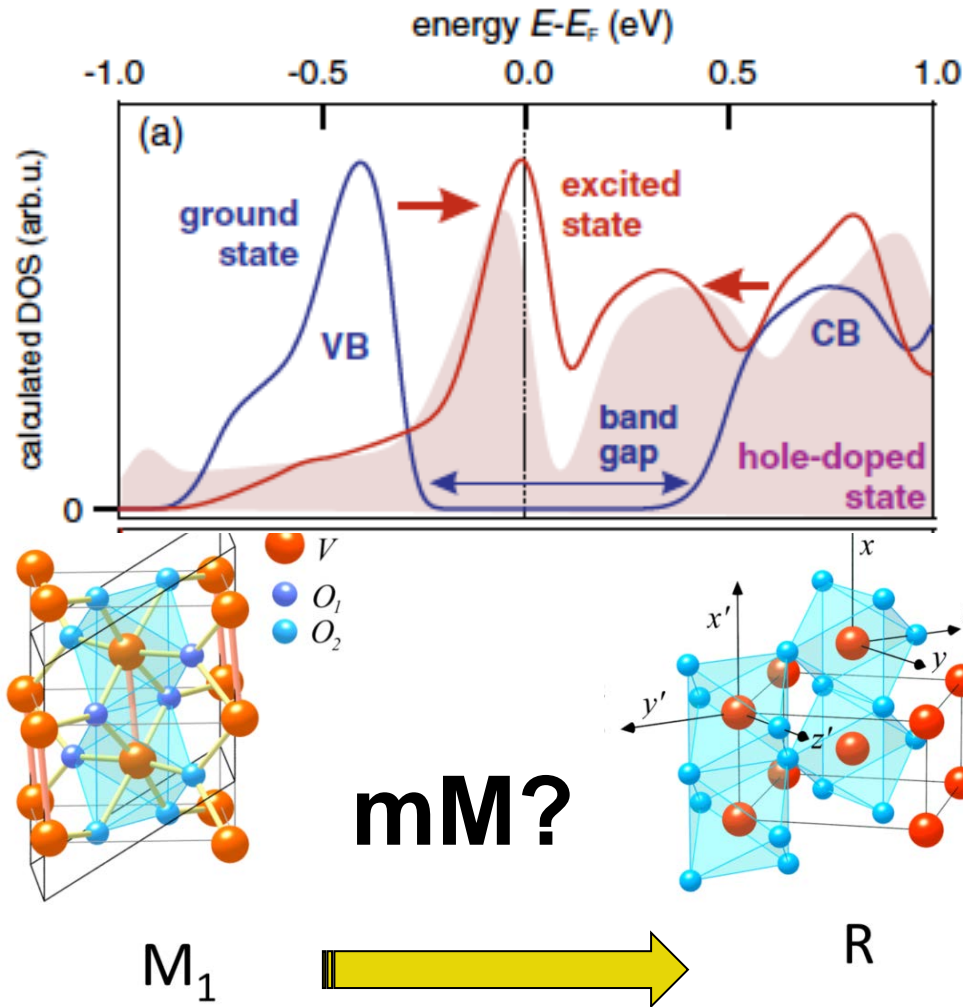 energy E-E_F (eV)
-1.0 -0.5 0.0 0.5 1.0
(a)
calculated DOS (arb. u.)
ground
state
excited
state
VB
CB
band
gap
hole-doped
state
0
V
O₁
O₂
x
x′
y
y′
z′
mM?
M₁
R